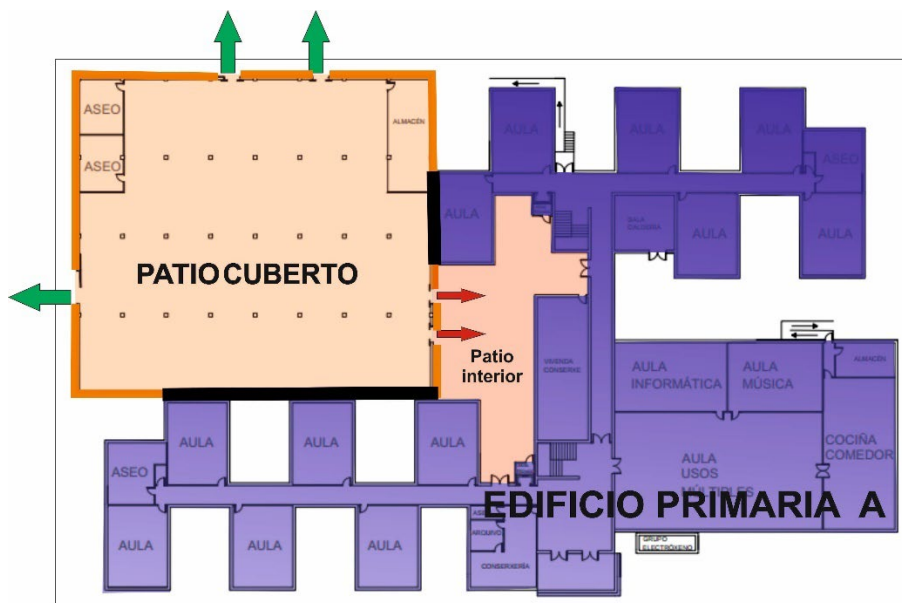 ASEO
ASEO
ALMACÉN
PATIO CUBERTO
AULA
AULA
AULA
AULA
ASEO
AULA
AULA
SALA
CALDEIRA
AULA
Patio
interior
VIVENDA
CONSERXE
AULA
INFORMÁTICA
AULA
MÚSICA
ALMACÉN
COCIÑA
COMEDOR
AULA
USOS
MÚLTIPLES
EDIFICIO PRIMARIA A
AULA
AULA
AULA
ASEO
AULA
AULA
AULA
ARQUIVO
CONSERXERÍA
GRUPO
ELECTRÓXENO